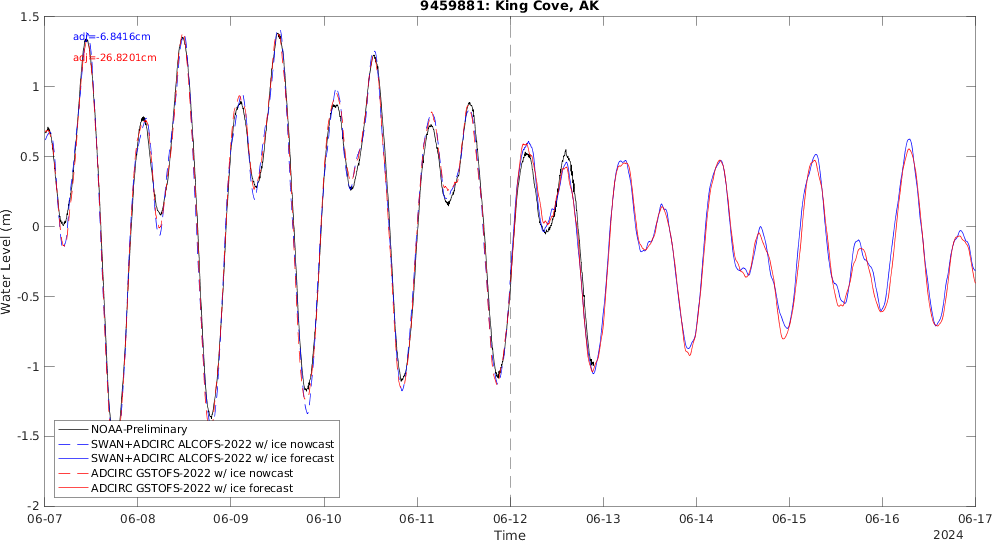 9459881: King Cove, AK
adj=-6.8416cm
adj=-26.8201cm
1.5
1
0.5
0
-0.5
-1
-1.5
-2
Water Level (m)
NOAA-Preliminary
SWAN+ADCIRC ALCOFS-2022 w/ ice nowcast
SWAN+ADCIRC ALCOFS-2022 w/ ice forecast
ADCIRC GSTOFS-2022 w/ ice nowcast
ADCIRC GSTOFS-2022 w/ ice forecast
06-07 06-08 06-09 06-10 06-11 06-12 06-13 06-14 06-15 06-16 06-17
Time
2024